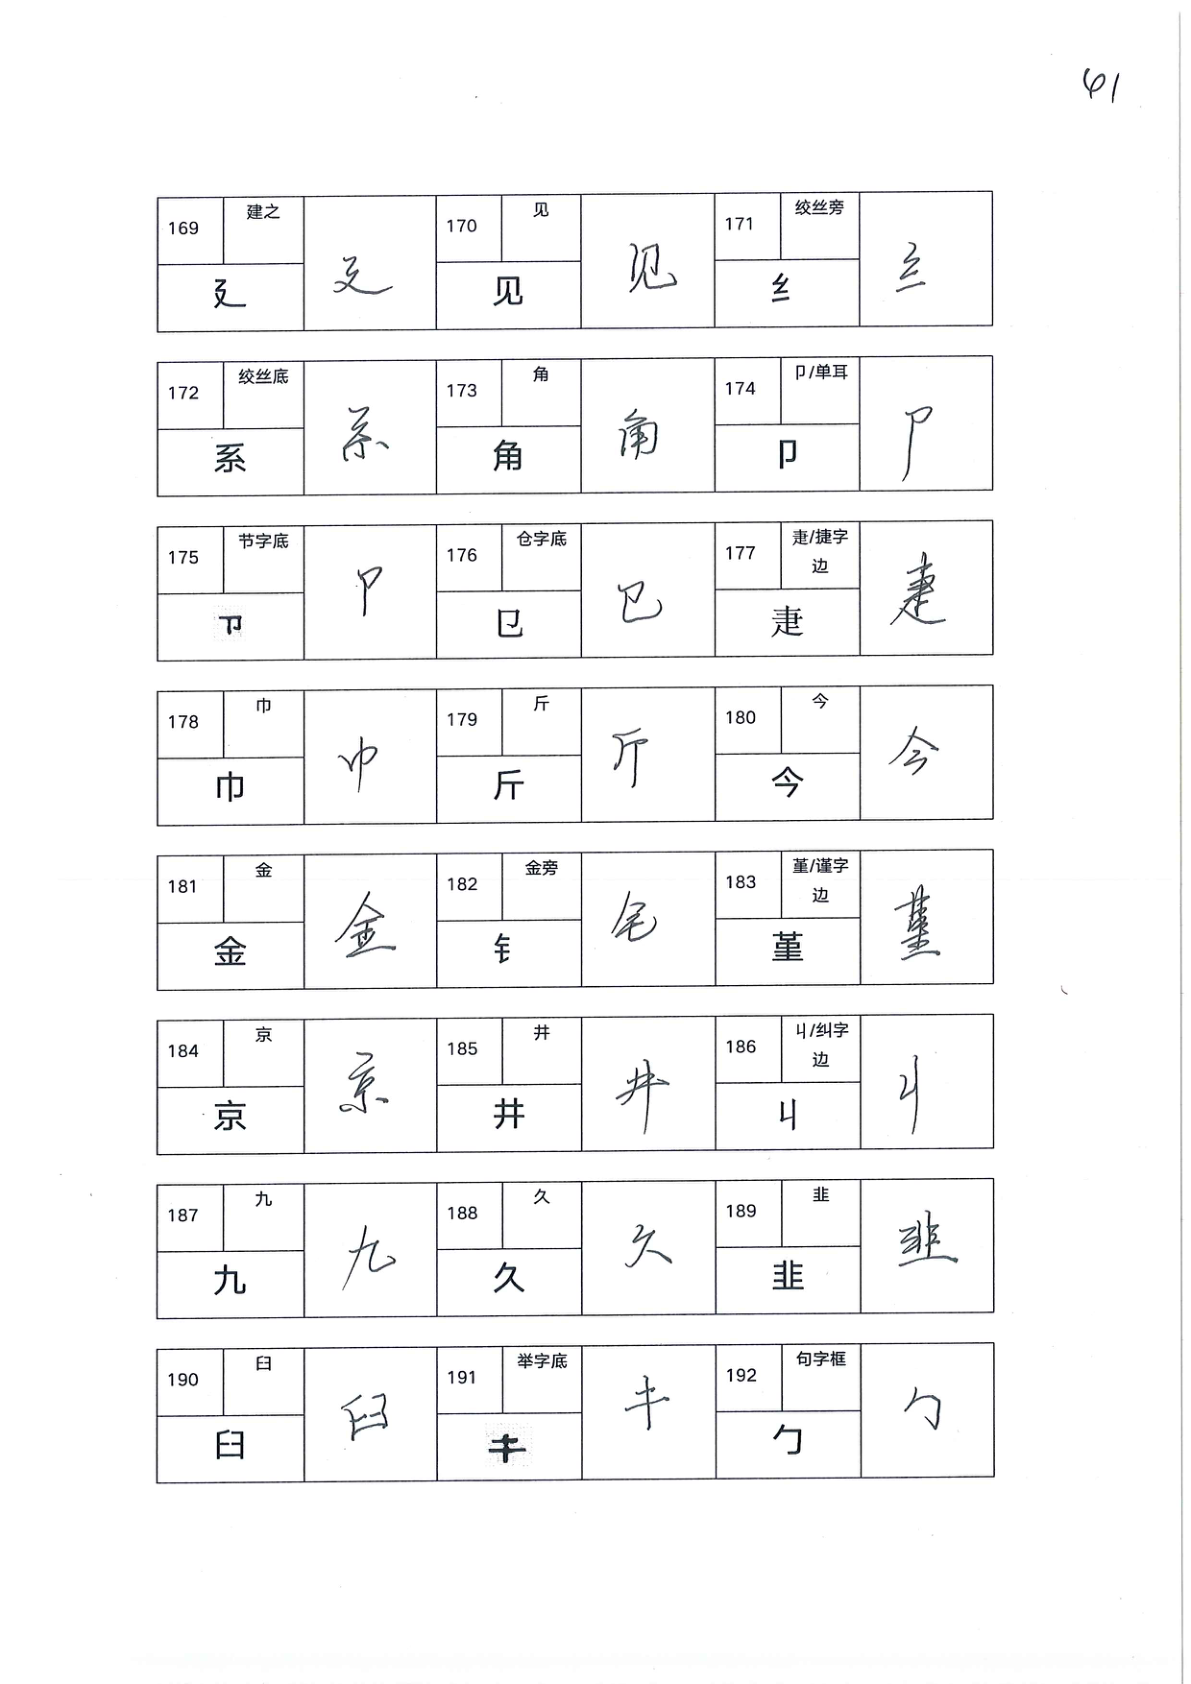 41
169 建之 廴 廴 170 见 见 见 171 绞丝旁 纟 纟
172 绞丝底 系 系 173 角 角 角 174 卩/单耳 卩 卩
175 节字底 176 仓字底 㔾 㔾 177 疌/捷字边 疌 疌
178 巾 巾 巾 179 斤 斤 斤 180 今 今 今
181 金 金 金 182 金旁 钅 183 堇/谨字边 堇 堇
184 京 京 京 185 井 井 井 186 丩/纠字边 丩 丩
187 九 九 九 188 久 久 久 189 韭 韭 韭
190 臼 臼 臼 191 举字底 192 句字框 勹 勹